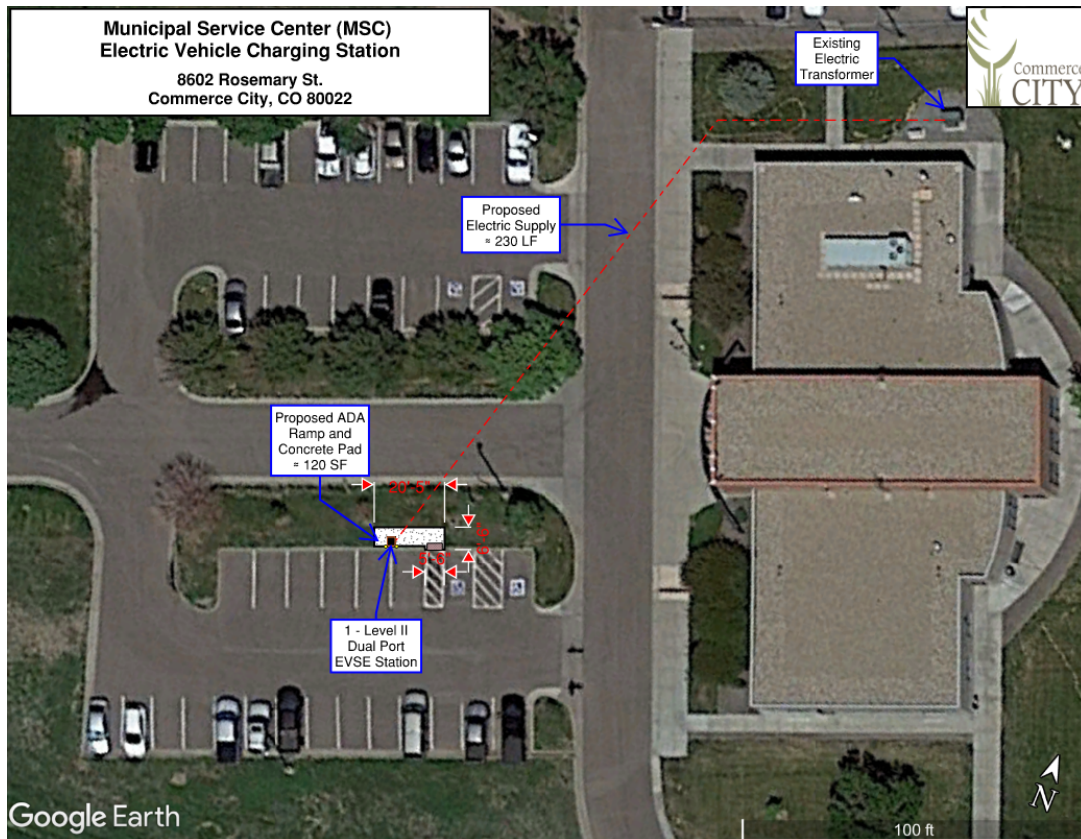 Municipal Service Center (MSC)
Electric Vehicle Charging Station
8602 Rosemary St.
Commerce City, CO 80022
Existing
Electric
Transformer
Commerce
CITY
Proposed
Electric Supply
≈ 230 LF
Proposed ADA
Ramp and
Concrete Pad
≈ 120 SF
20'-5"
5'-6"
1 - Level II
Dual Port
EVSE Station
Google Earth
N
100 ft